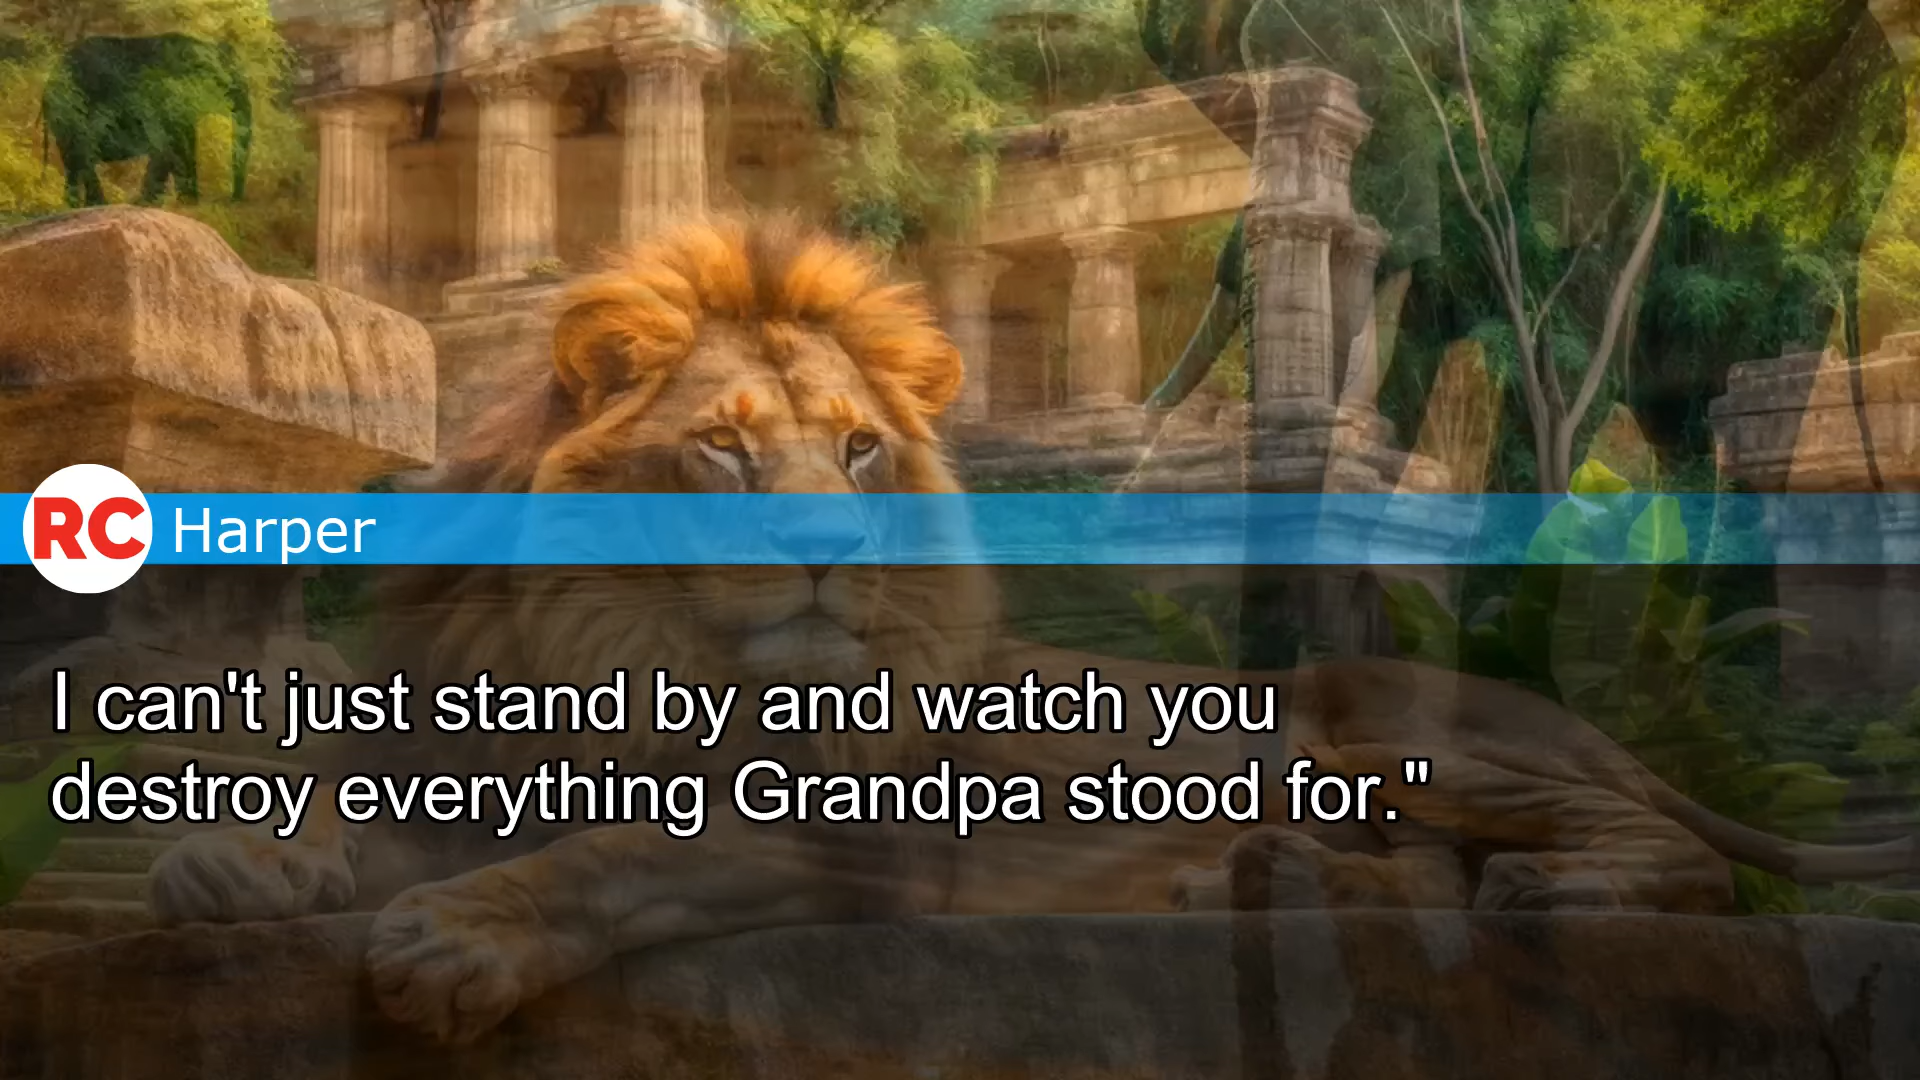 RC Harper
I can't just stand by and watch you
destroy everything Grandpa stood for."